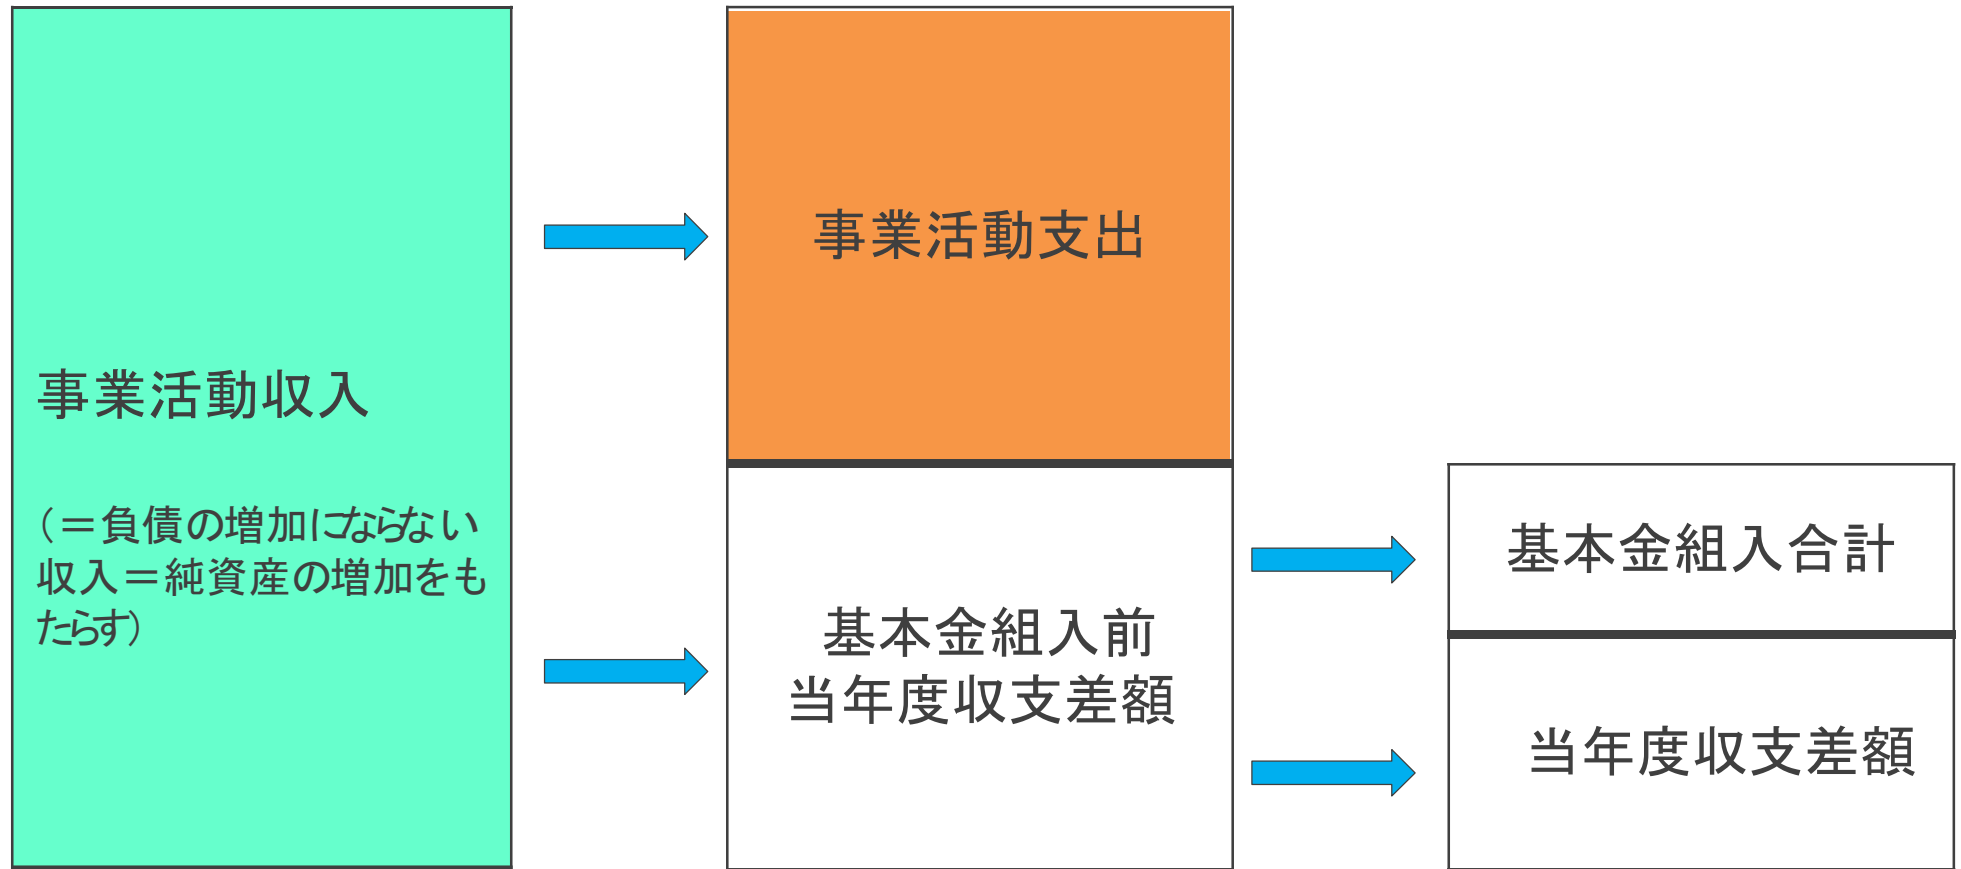 事業活動収入
(＝負債の増加にならない
収入＝純資産の増加をも
たらす)
事業活動支出
基本金組入前
当年度収支差額
基本金組入合計
当年度収支差額